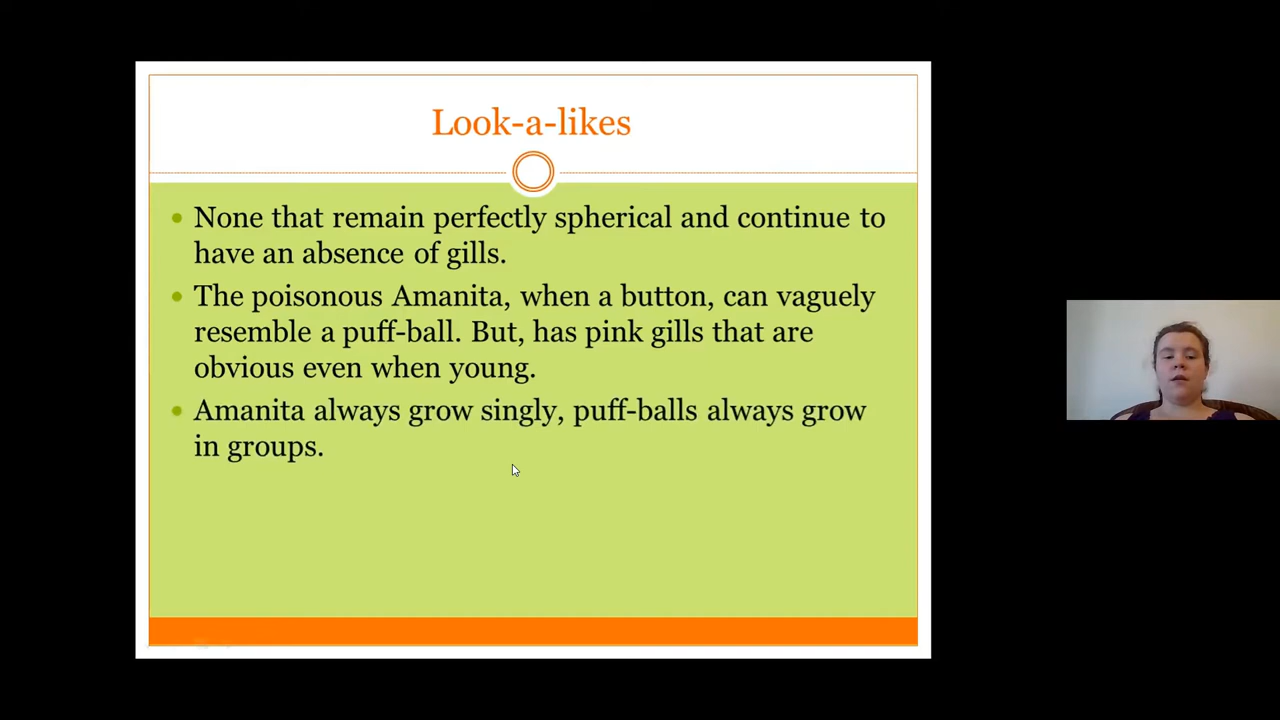 Look-a-likes
None that remain perfectly spherical and continue to
have an absence of gills.
The poisonous Amanita, when a button, can vaguely
resemble a puff-ball. But, has pink gills that are
obvious even when young.
Amanita always grow singly, puff-balls always grow
in groups.